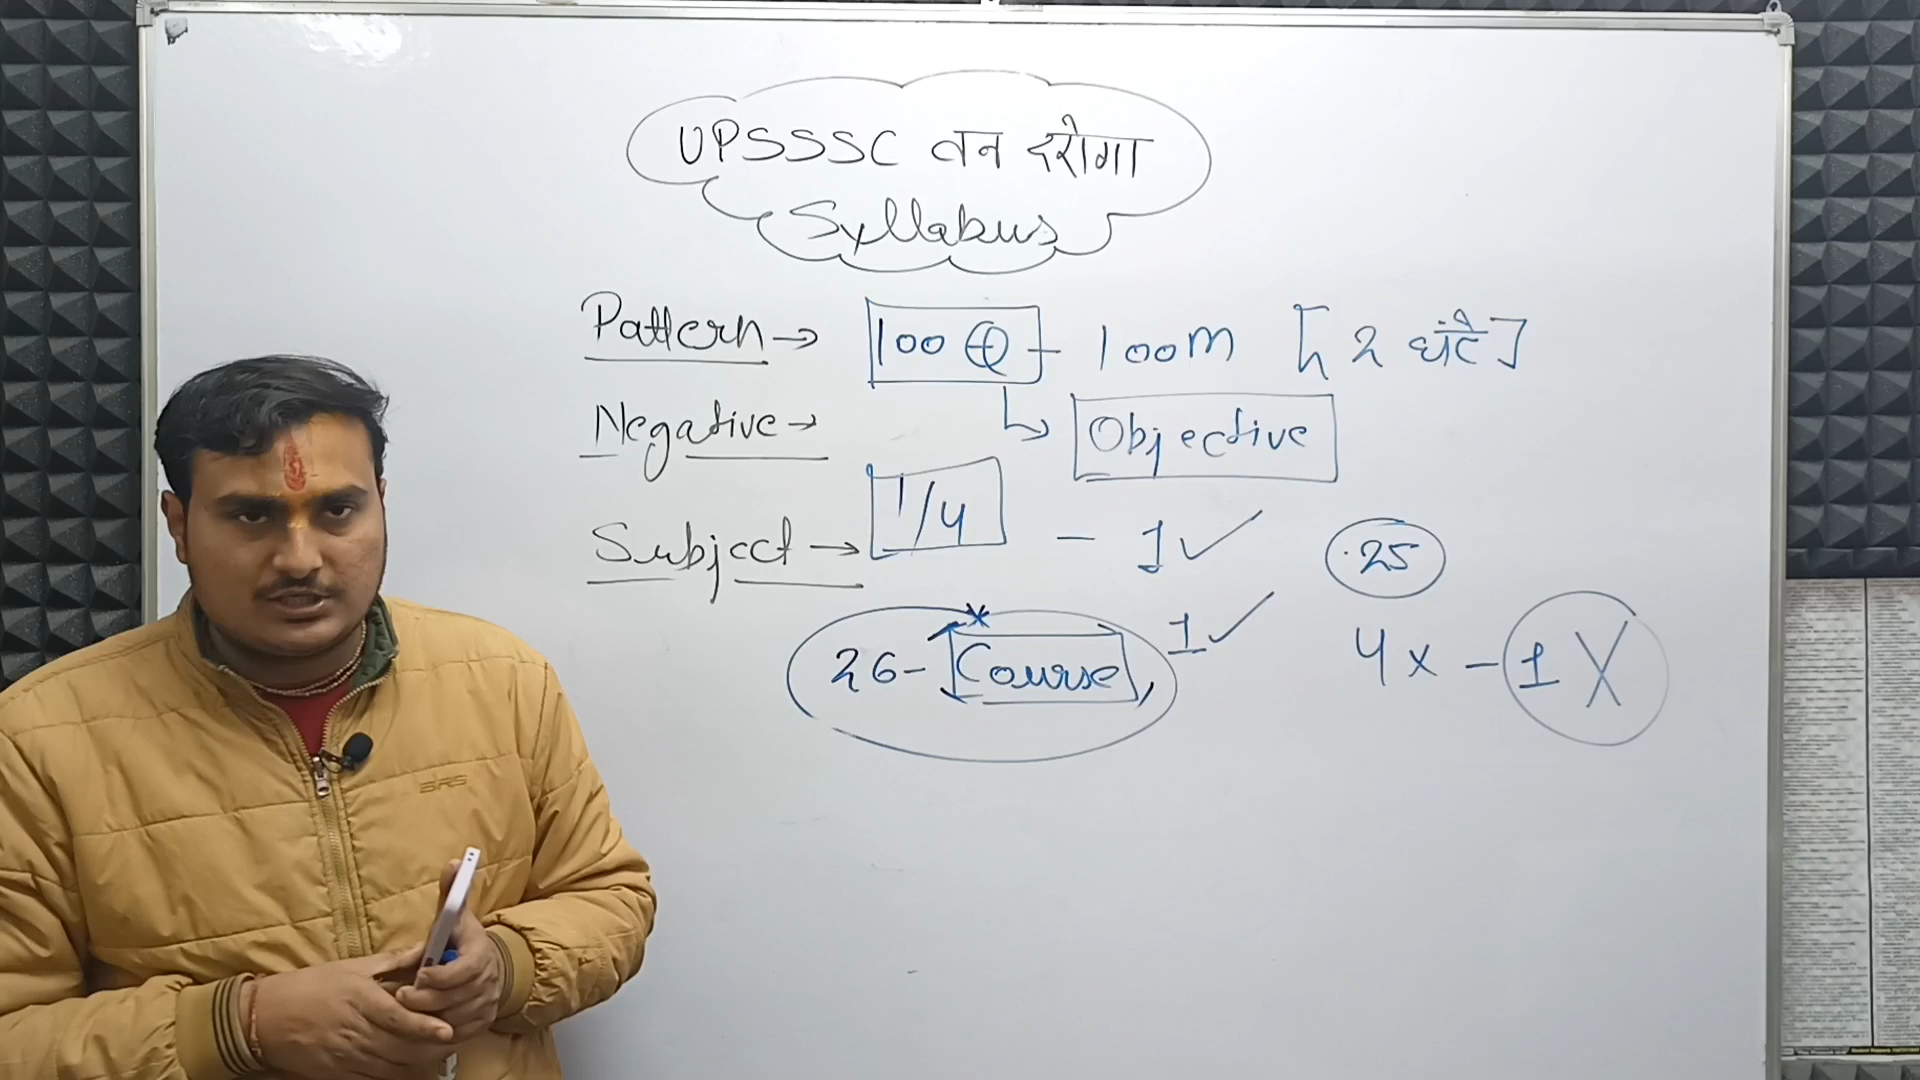 UPSSSC वन दरोगा
Syllabus
Pattern → 100 Q - 100M [2 घंटे]
Negative → Objective
1/4 - 1 ✓ .25
Subject →
26 - Course, 1 ✓ 4x - 1 X
BRS